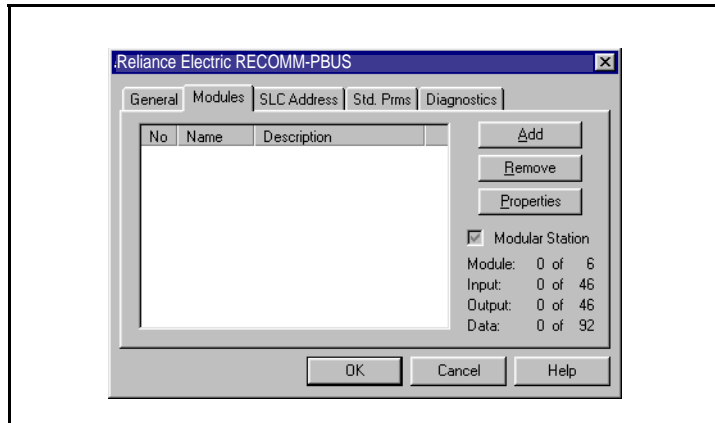 .Reliance Electric RECOMM-PBUS
General Modules SLC Address Std. Prms Diagnostics
No Name Description
Add
Remove
Properties
Modular Station
Module: 0 of 6
Input: 0 of 46
Output: 0 of 46
Data: 0 of 92
OK Cancel Help